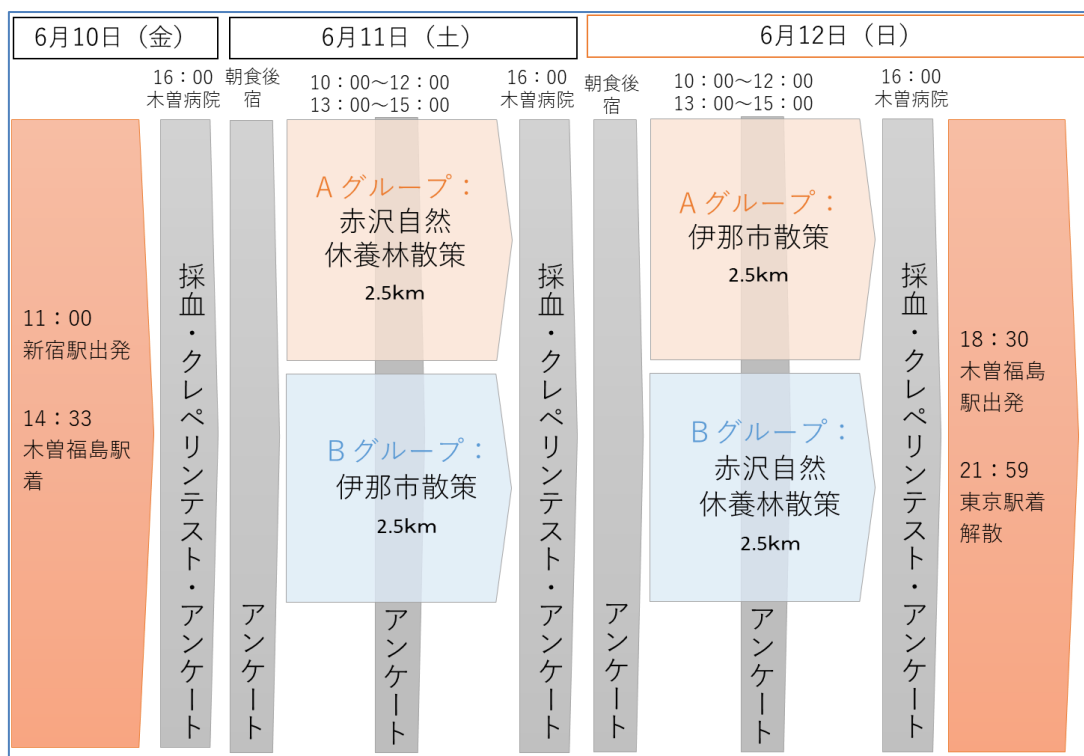 6月10日（金）
6月11日（土）
6月12日（日）
16：00
木曽病院
朝食後
宿
10：00～12：00
13：00～15：00
16：00
木曽病院
朝食後
宿
10：00～12：00
13：00～15：00
16：00
木曽病院
11：00
新宿駅出発
14：33
木曽福島駅
着
採血・クレペリンテスト・アンケート
アンケート
Aグループ：
赤沢自然
休養林散策
2.5km
Bグループ：
伊那市散策
2.5km
アンケート
採血・クレペリンテスト・アンケート
アンケート
Aグループ：
伊那市散策
2.5km
Bグループ：
赤沢自然
休養林散策
2.5km
アンケート
採血・クレペリンテスト・アンケート
18：30
木曽福島
駅出発
21：59
東京駅着
解散